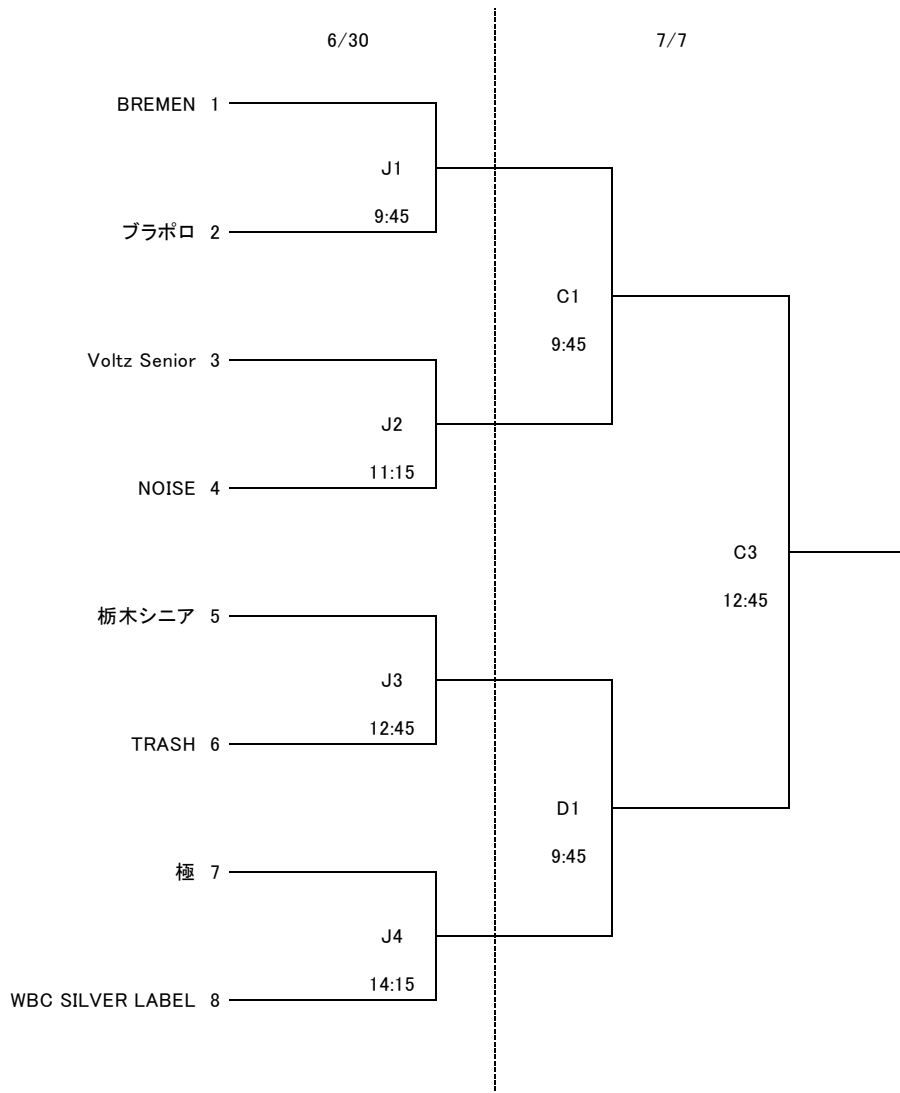 6/30
7/7
BREMEN 1
J1
9:45
ブラポロ 2
C1
9:45
Voltz Senior 3
J2
11:15
NOISE 4
C3
12:45
栃木シニア 5
J3
12:45
TRASH 6
D1
9:45
極 7
J4
14:15
WBC SILVER LABEL 8